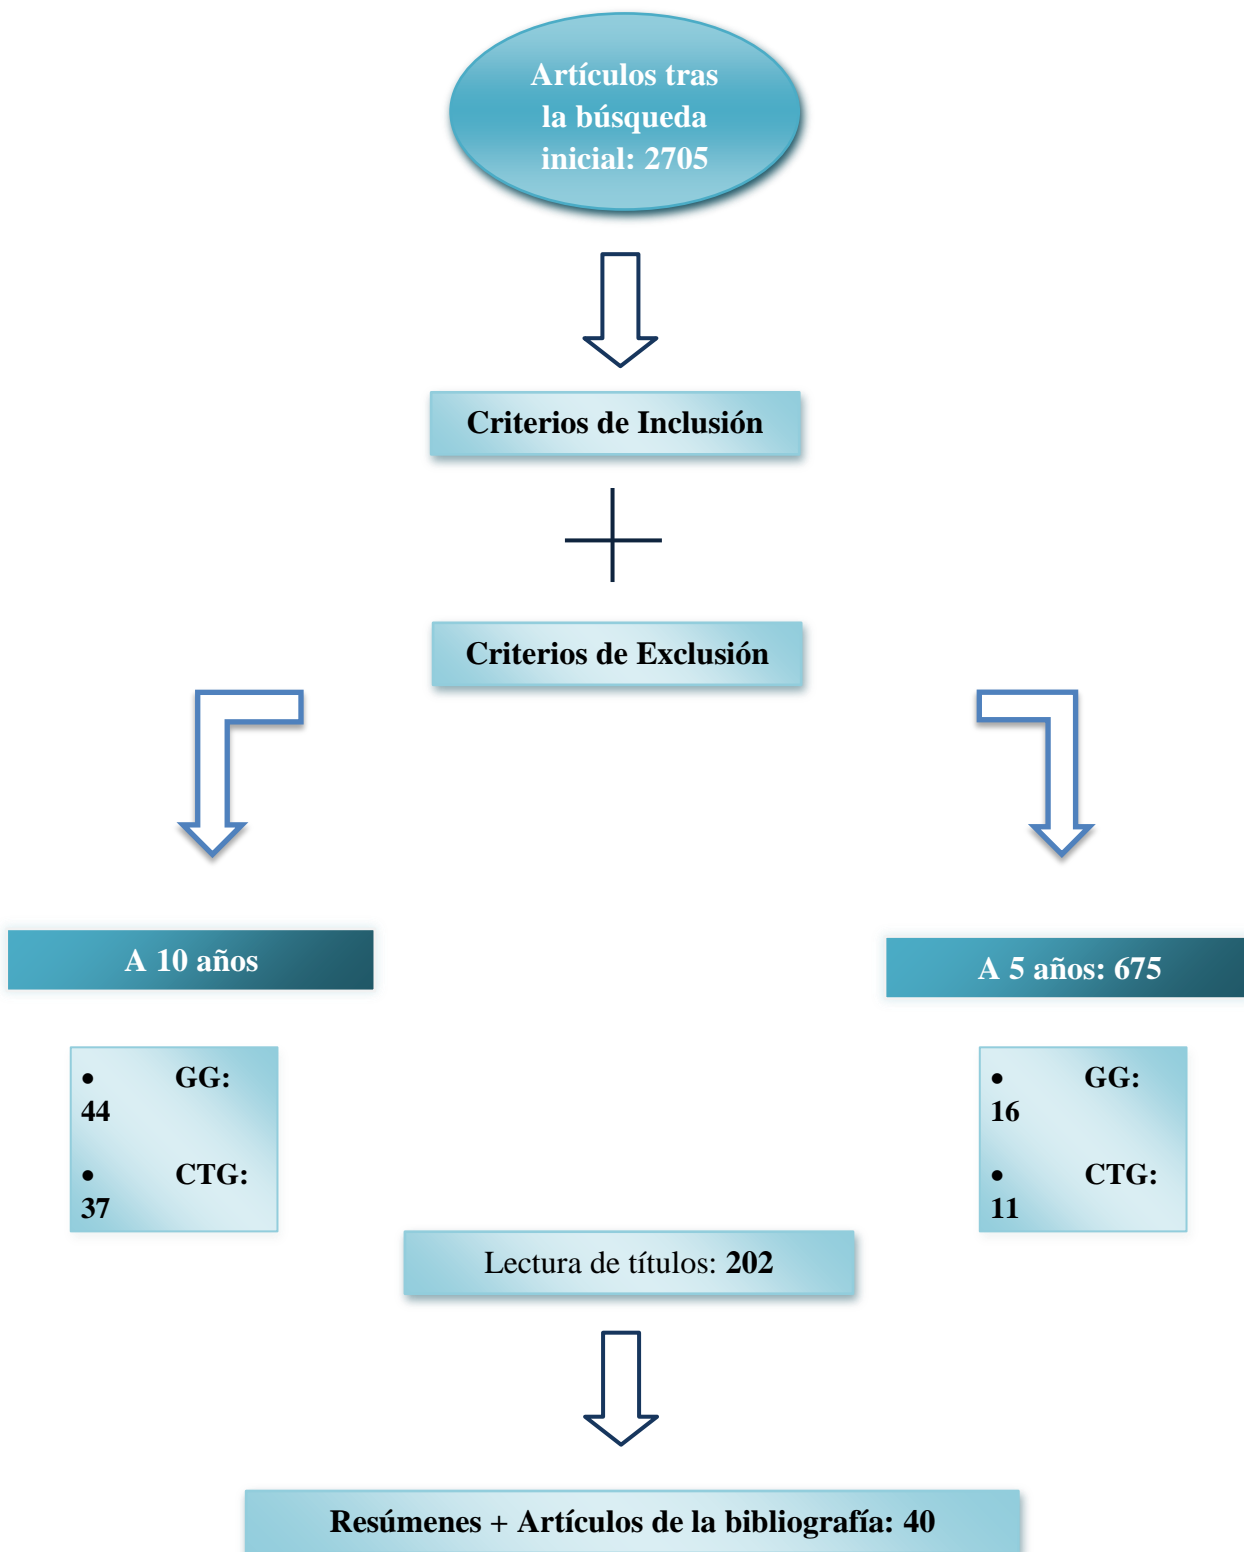 Artículos tras
la búsqueda
inicial: 2705
Criterios de Inclusión
Criterios de Exclusión
A 10 años
A 5 años: 675
• GG:
44
• CTG:
37
• GG:
16
• CTG:
11
Lectura de títulos: 202
Resúmenes + Artículos de la bibliografía: 40